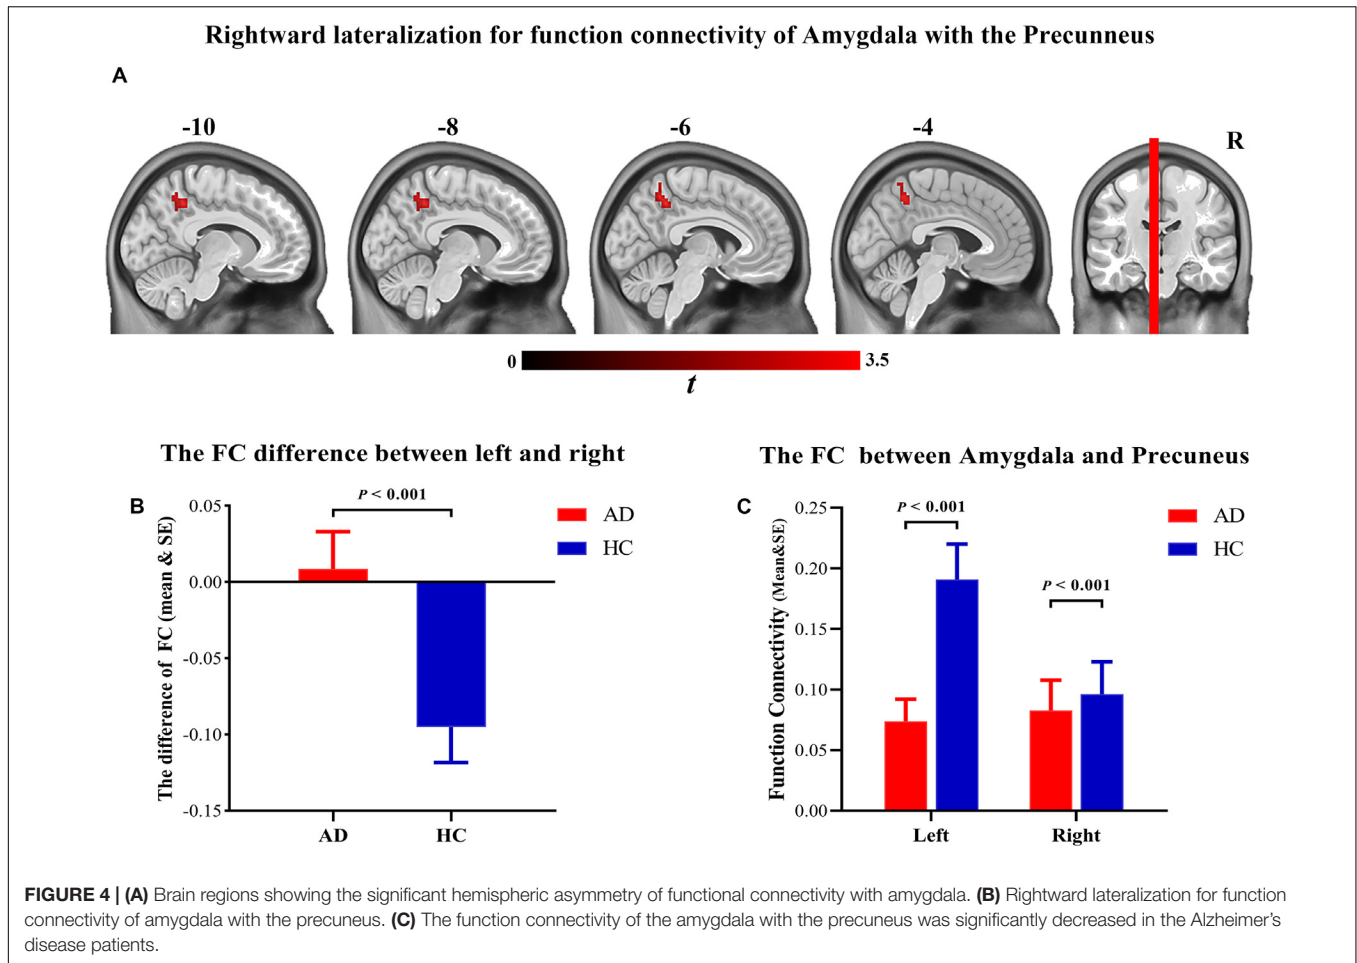 Rightward lateralization for function connectivity of Amygdala with the Precunneus
A
-10
-8
-6
-4
R
0
3.5
t
The FC difference between left and right
B
P < 0.001
AD
HC
The difference of FC (mean & SE)
0.05
0.00
-0.05
-0.10
-0.15
AD
HC
The FC between Amygdala and Precuneus
C
P < 0.001
P < 0.001
AD
HC
Function Connectivity (Mean&SE)
0.25
0.20
0.15
0.10
0.05
0.00
Left
Right
FIGURE 4 | (A) Brain regions showing the significant hemispheric asymmetry of functional connectivity with amygdala. (B) Rightward lateralization for function
connectivity of amygdala with the precuneus. (C) The function connectivity of the amygdala with the precuneus was significantly decreased in the Alzheimer's
disease patients.